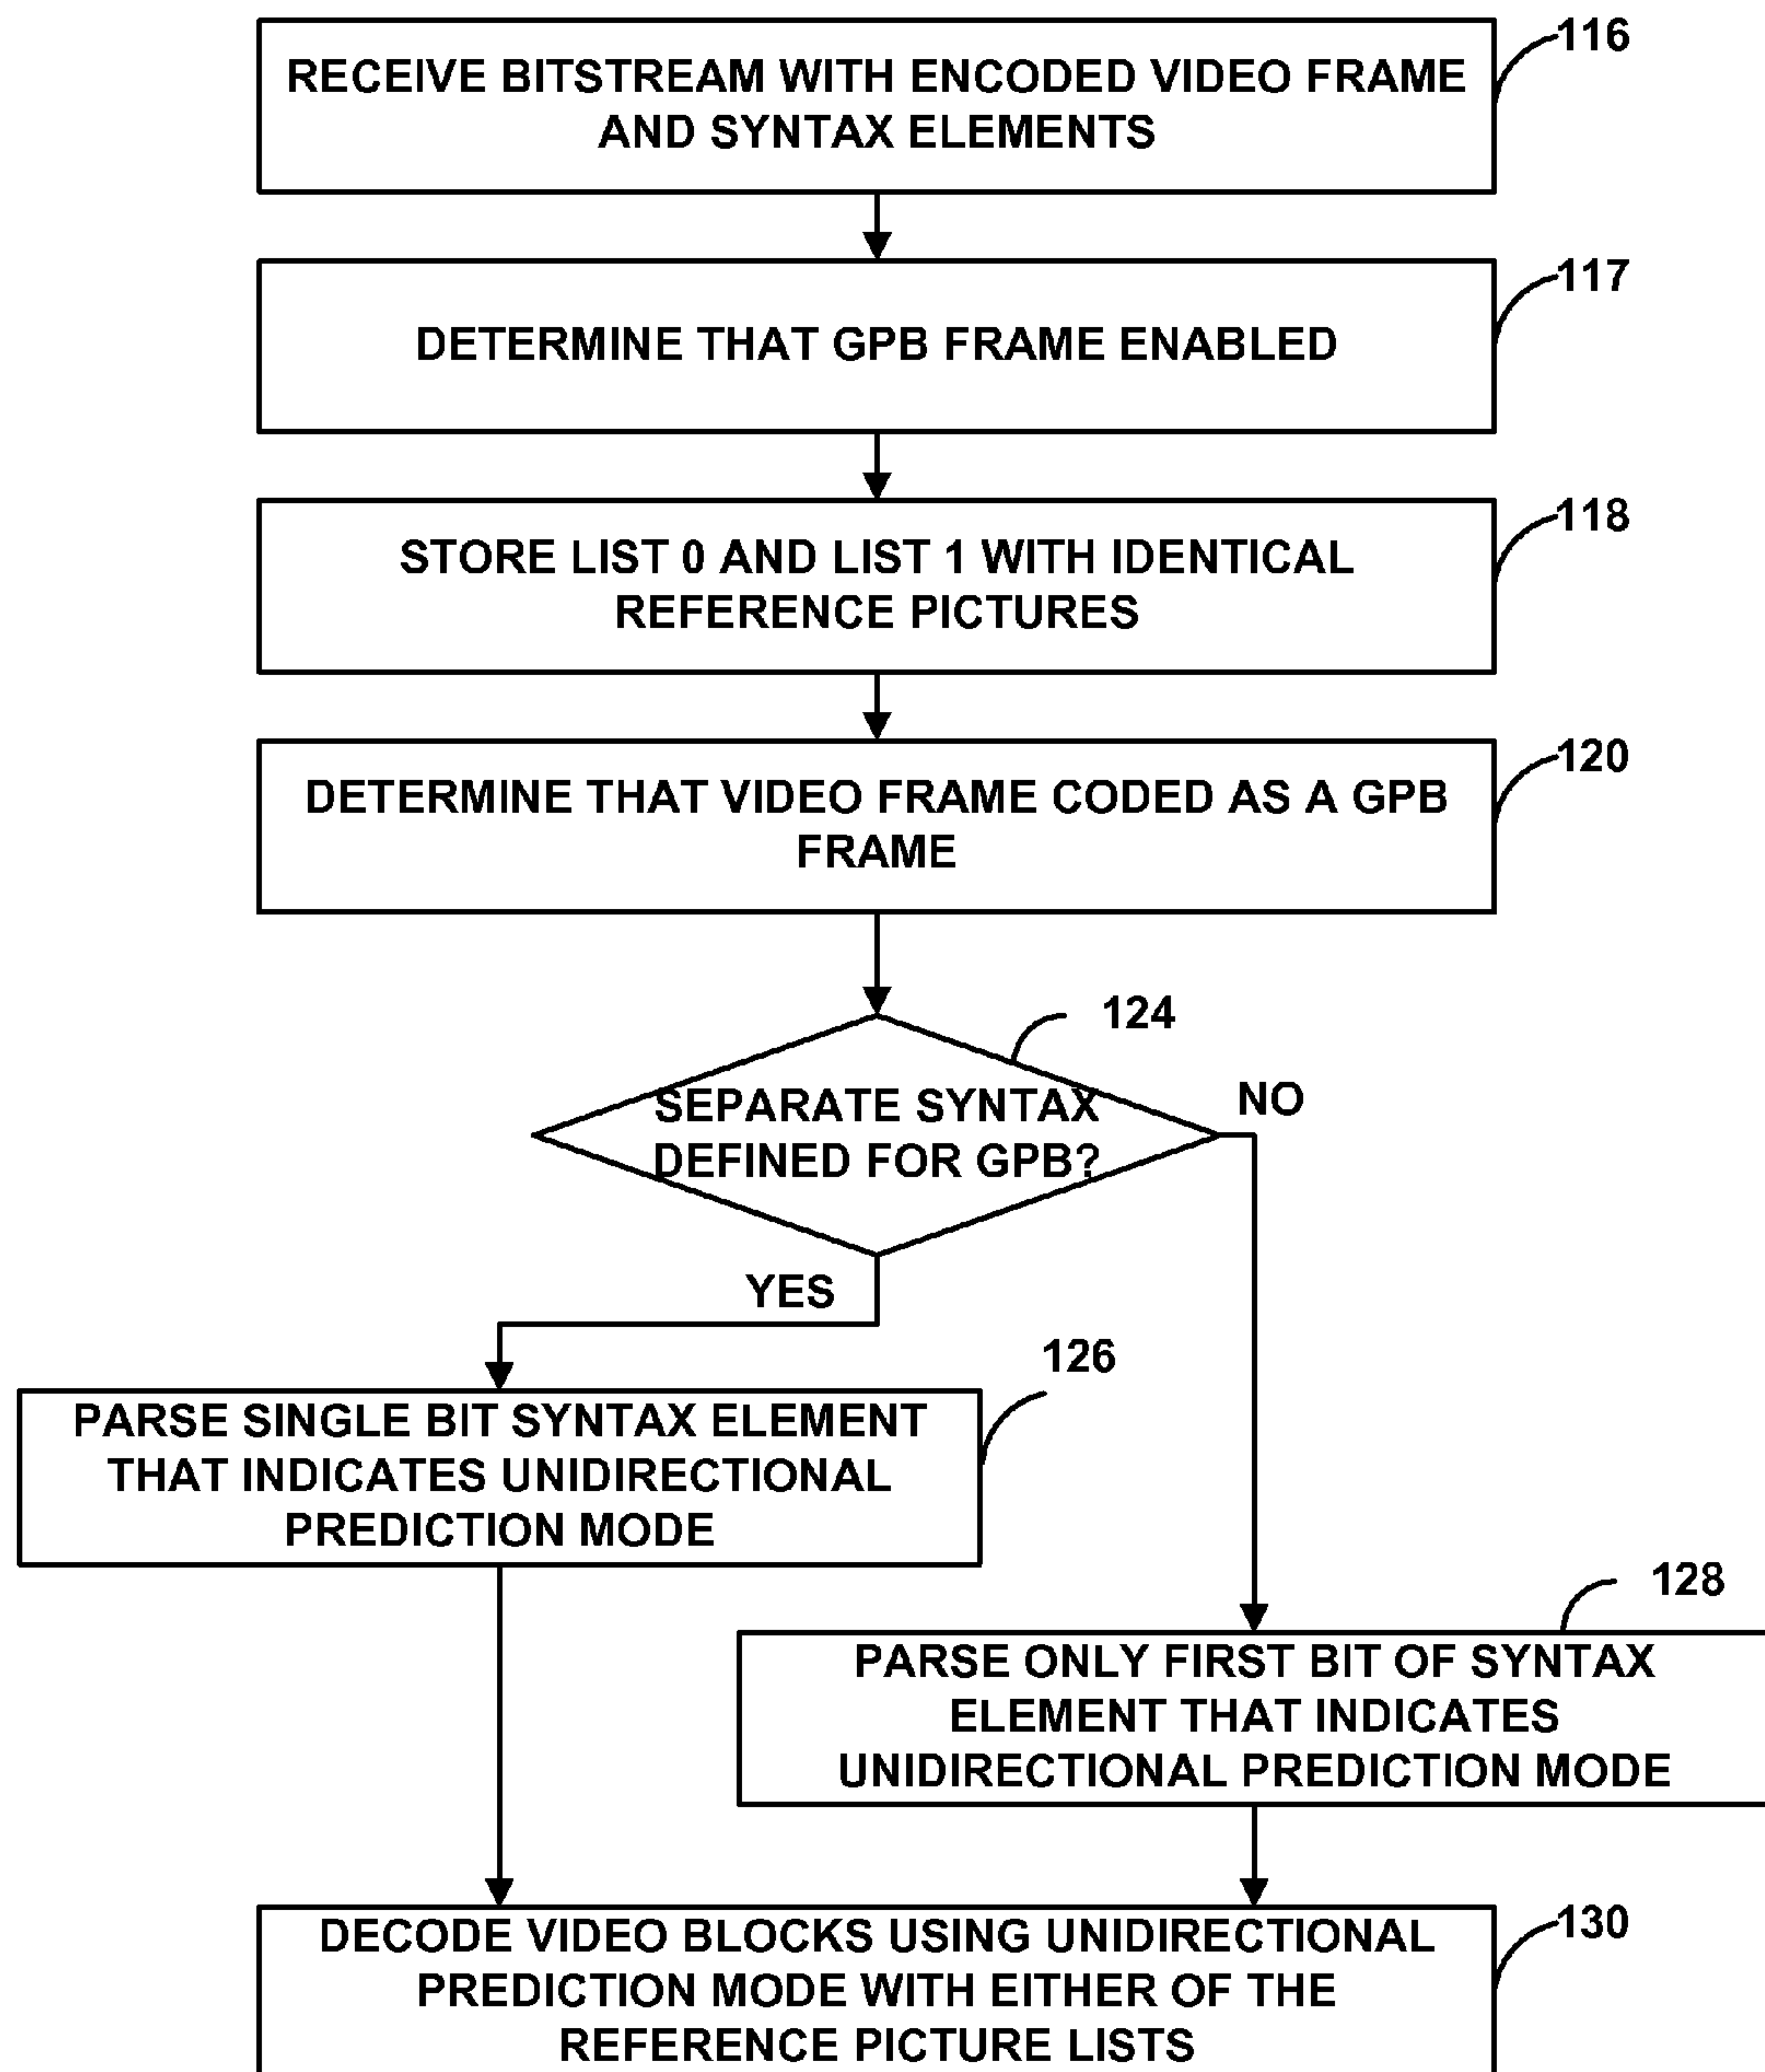 116
RECEIVE BITSTREAM WITH ENCODED VIDEO FRAME
AND SYNTAX ELEMENTS
117
DETERMINE THAT GPB FRAME ENABLED
118
STORE LIST 0 AND LIST 1 WITH IDENTICAL
REFERENCE PICTURES
120
DETERMINE THAT VIDEO FRAME CODED AS A GPB
FRAME
124
NO
SEPARATE SYNTAX
DEFINED FOR GPB?
YES
126
PARSE SINGLE BIT SYNTAX ELEMENT
THAT INDICATES UNIDIRECTIONAL
PREDICTION MODE
128
PARSE ONLY FIRST BIT OF SYNTAX
ELEMENT THAT INDICATES
UNIDIRECTIONAL PREDICTION MODE
130
DECODE VIDEO BLOCKS USING UNIDIRECTIONAL
PREDICTION MODE WITH EITHER OF THE
REFERENCE PICTURE LISTS